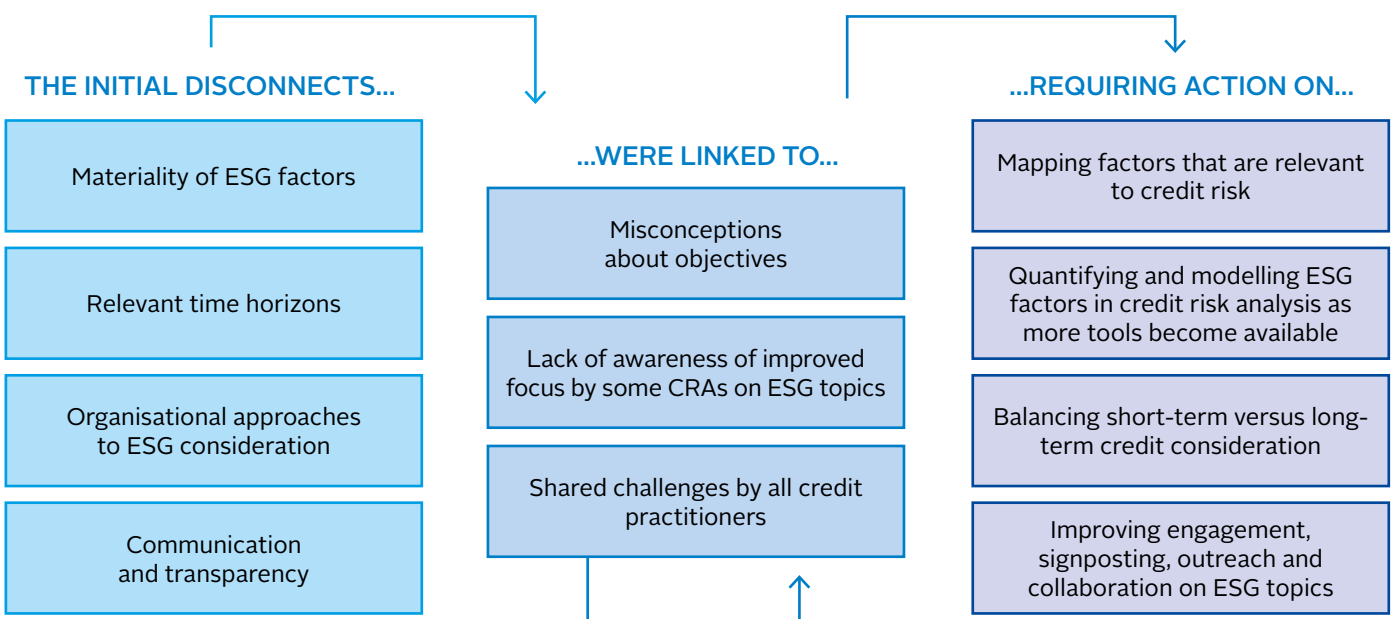 THE INITIAL DISCONNECTS...
Materiality of ESG factors
Relevant time horizons
Organisational approaches
to ESG consideration
Communication
and transparency
...WERE LINKED TO...
Misconceptions
about objectives
Lack of awareness of improved
focus by some CRAs on ESG topics
Shared challenges by all credit
practitioners
...REQUIRING ACTION ON...
Mapping factors that are relevant
to credit risk
Quantifying and modelling ESG
factors in credit risk analysis as
more tools become available
Balancing short-term versus long-
term credit consideration
Improving engagement,
signposting, outreach and
collaboration on ESG topics